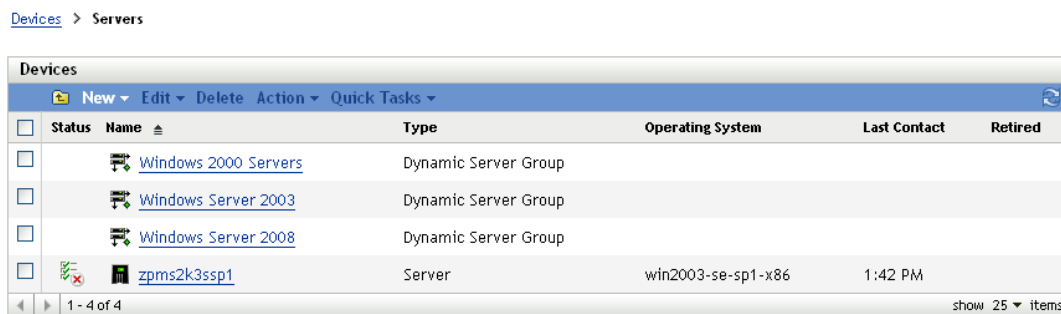 Devices > Servers
Devices
New Edit Delete Action Quick Tasks
Status Name Type Operating System Last Contact Retired
Windows 2000 Servers Dynamic Server Group
Windows Server 2003 Dynamic Server Group
Windows Server 2008 Dynamic Server Group
zpms2k3ssp1 Server win2003-se-sp1-x86 1:42 PM
1 - 4 of 4 show 25 items